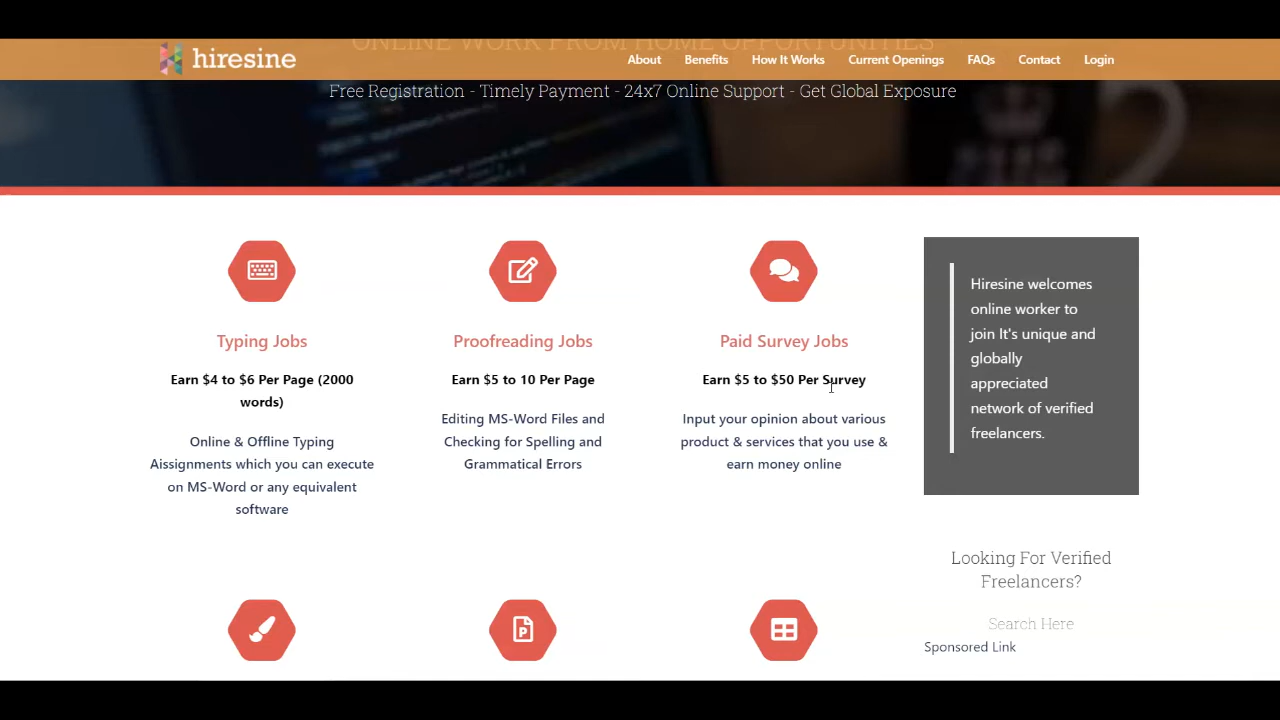 ONLINE WORK FROM HOME OPPORTUNITIES
hiresine
About
Benefits
How It Works
Current Openings
FAQs
Contact
Login
Free Registration - Timely Payment - 24x7 Online Support - Get Global Exposure
Typing Jobs
Earn $4 to $6 Per Page (2000
words)
Online & Offline Typing
Aissignments which you can execute
on MS-Word or any equivalent
software
Proofreading Jobs
Earn $5 to 10 Per Page
Editing MS-Word Files and
Checking for Spelling and
Grammatical Errors
Paid Survey Jobs
Earn $5 to $50 Per Survey
Input your opinion about various
product & services that you use &
earn money online
Hiresine welcomes
online worker to
join It's unique and
globally
appreciated
network of verified
freelancers.
Looking For Verified
Freelancers?
Search Here
Sponsored Link